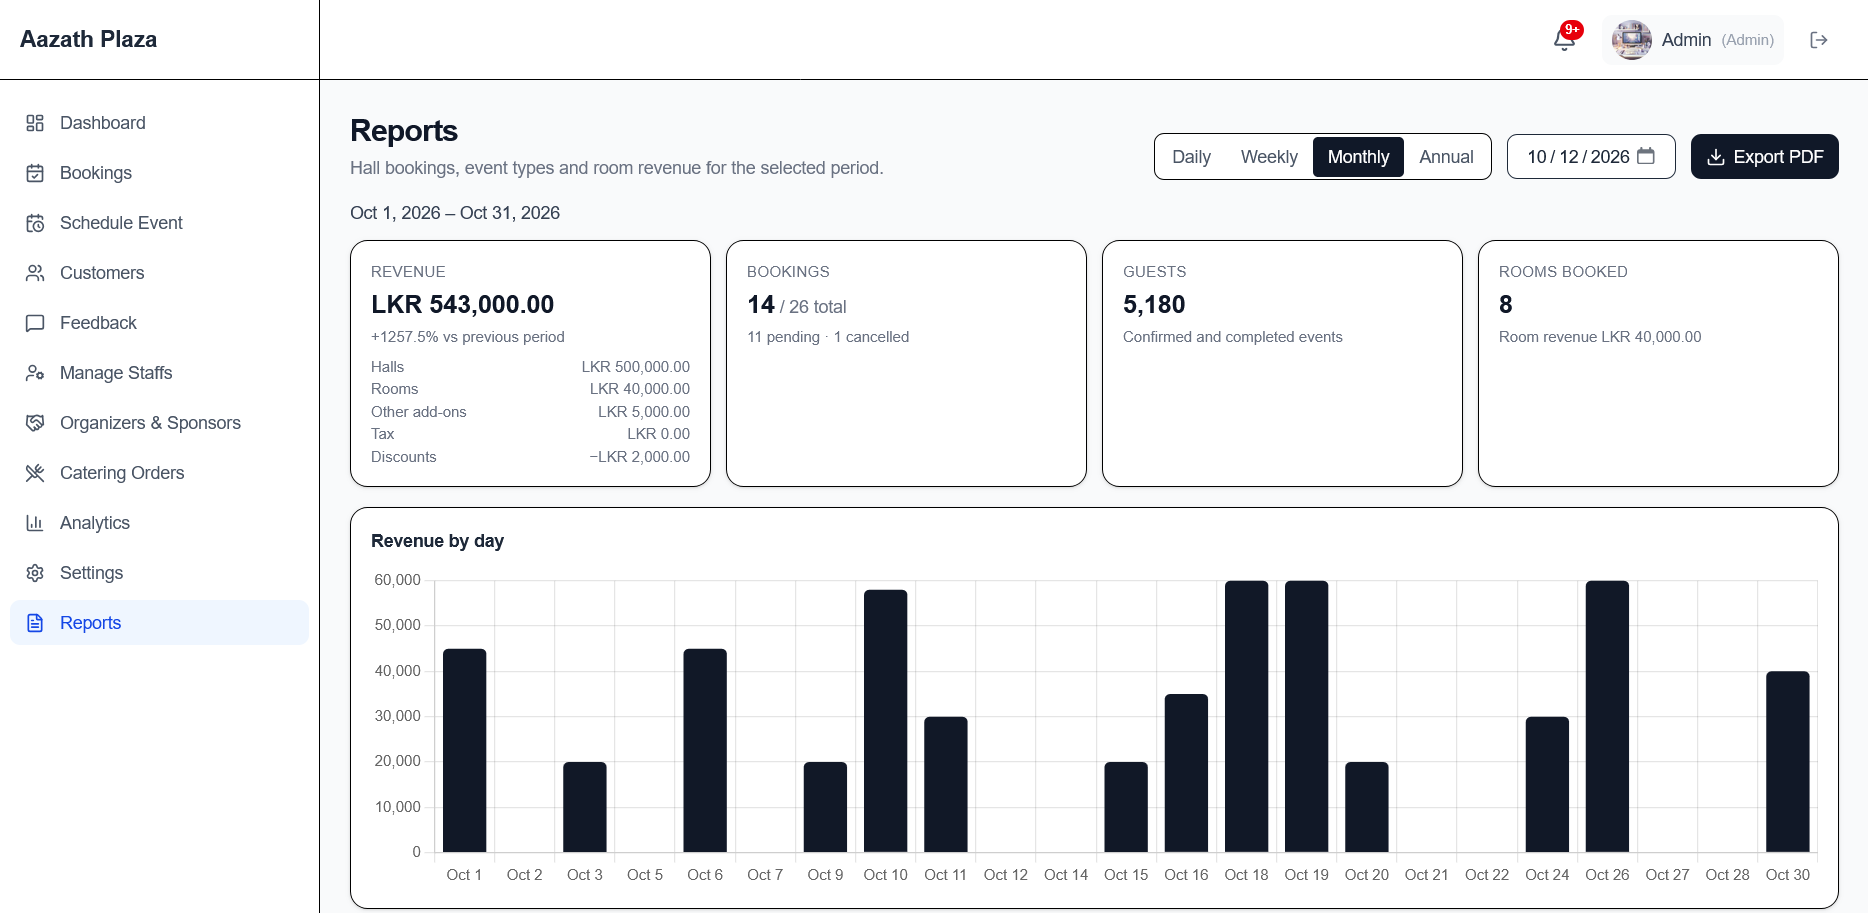 Aazath Plaza
9+
Admin (Admin)
Dashboard
Bookings
Schedule Event
Customers
Feedback
Manage Staffs
Organizers & Sponsors
Catering Orders
Analytics
Settings
Reports
Reports
Hall bookings, event types and room revenue for the selected period.
Daily Weekly Monthly Annual
10 / 12 / 2026
Export PDF
Oct 1, 2026 – Oct 31, 2026
REVENUE
LKR 543,000.00
+1257.5% vs previous period
Halls LKR 500,000.00
Rooms LKR 40,000.00
Other add-ons LKR 5,000.00
Tax LKR 0.00
Discounts −LKR 2,000.00
BOOKINGS
14 / 26 total
11 pending · 1 cancelled
GUESTS
5,180
Confirmed and completed events
ROOMS BOOKED
8
Room revenue LKR 40,000.00
Revenue by day
60,000
50,000
40,000
30,000
20,000
10,000
0
Oct 1 Oct 2 Oct 3 Oct 5 Oct 6 Oct 7 Oct 9 Oct 10 Oct 11 Oct 12 Oct 14 Oct 15 Oct 16 Oct 18 Oct 19 Oct 20 Oct 21 Oct 22 Oct 24 Oct 26 Oct 27 Oct 28 Oct 30